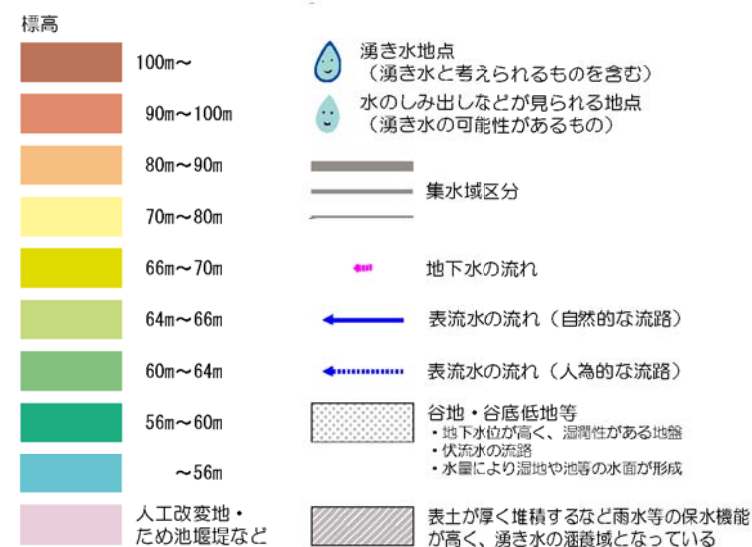 標高
100m～
90m～100m
80m～90m
70m～80m
66m～70m
64m～66m
60m～64m
56m～60m
～56m
人工改変地・
ため池堰堤など
湧き水地点
（湧き水と考えられるものを含む）
水のしみ出しなどが見られる地点
（湧き水の可能性があるもの）
集水域区分
地下水の流れ
表流水の流れ（自然的な流路）
表流水の流れ（人為的な流路）
谷地・谷底低地等
・地下水位が高く、湿潤性がある地盤
・伏流水の流路
・水量により湿地や池等の水面が形成
表土が厚く堆積するなど雨水等の保水機能
が高く、湧き水の涵養域となっている